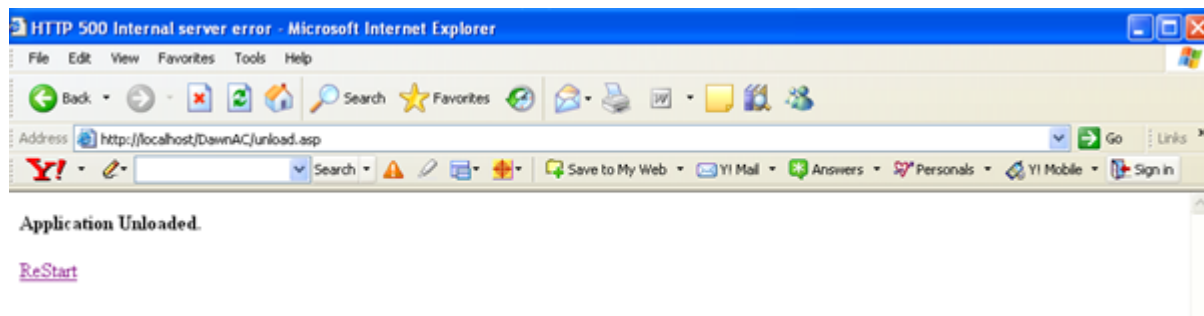 HTTP 500 Internal server error - Microsoft Internet Explorer
File Edit View Favorites Tools Help
Back Search Favorites
Address http://localhost/DawnAC/unload.asp Go Links
Y! Search Save to My Web Y! Mail Answers Personals Y! Mobile Sign in
Application Unloaded.
ReStart